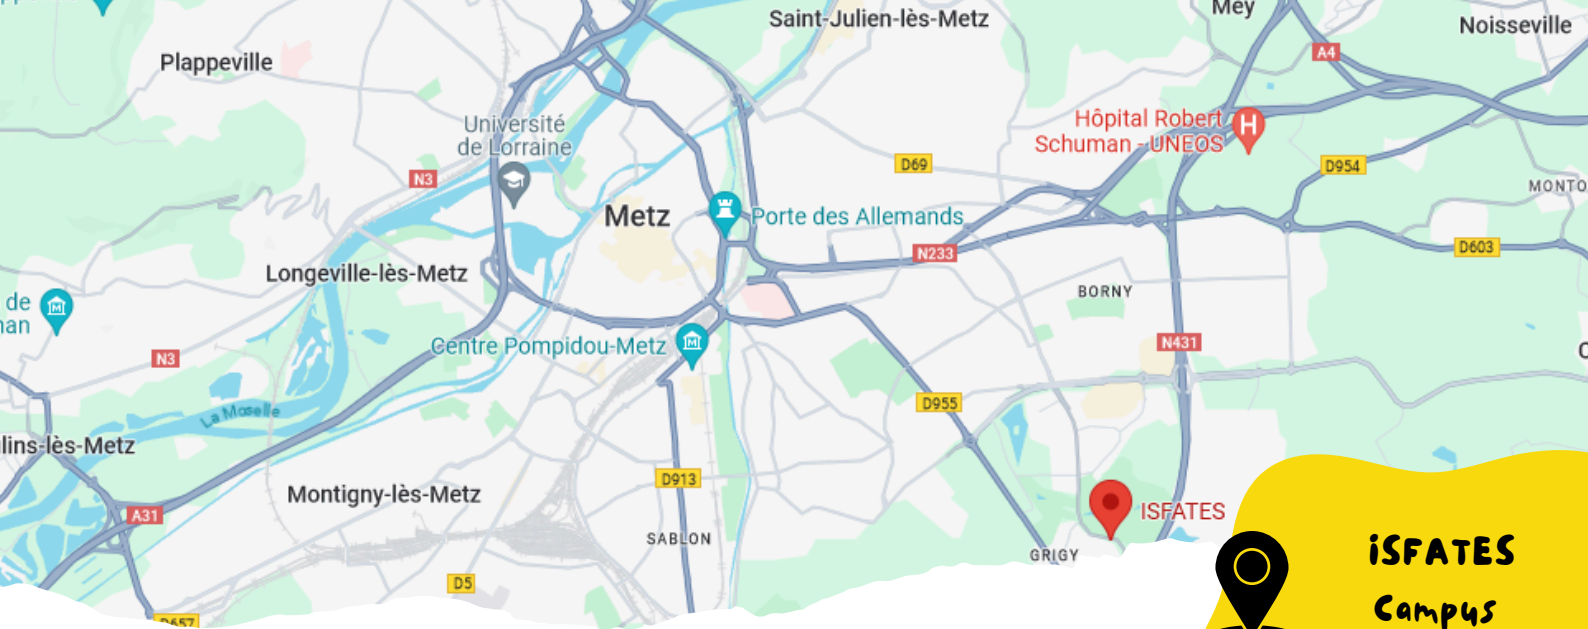 Saint-Julien-lès-Metz
Mey
Noisseville
Plappeville
A4
Université
de Lorraine
Hôpital Robert
Schuman - UNEOS
N3
D69
D954
MONTO
Metz
Porte des Allemands
N233
D603
Longeville-lès-Metz
BORNY
de
N3
Centre Pompidou-Metz
N431
La Moselle
D955
lins-lès-Metz
Montigny-lès-Metz
D913
A31
ISFATES
SABLON
GRIGY
D5
D657
iSFATES
Campus